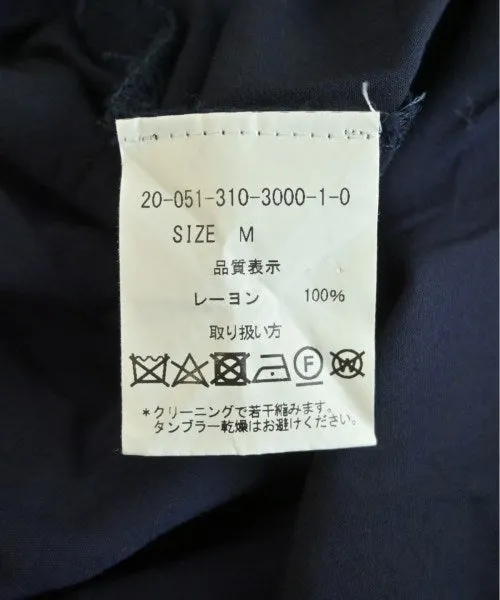 20-051-310-3000-1-0
SIZE M
品質表示
レーヨン 100%
取り扱い方
F W
*クリーニングで若干縮みます。
タンブラー乾燥はお避けください。